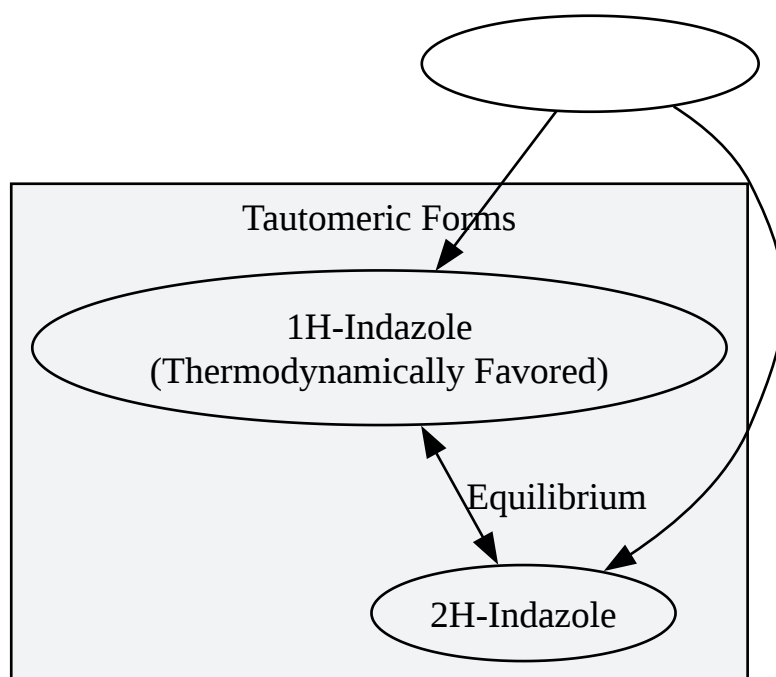 Tautomeric Forms
1H-Indazole
(Thermodynamically Favored)
Equilibrium
2H-Indazole